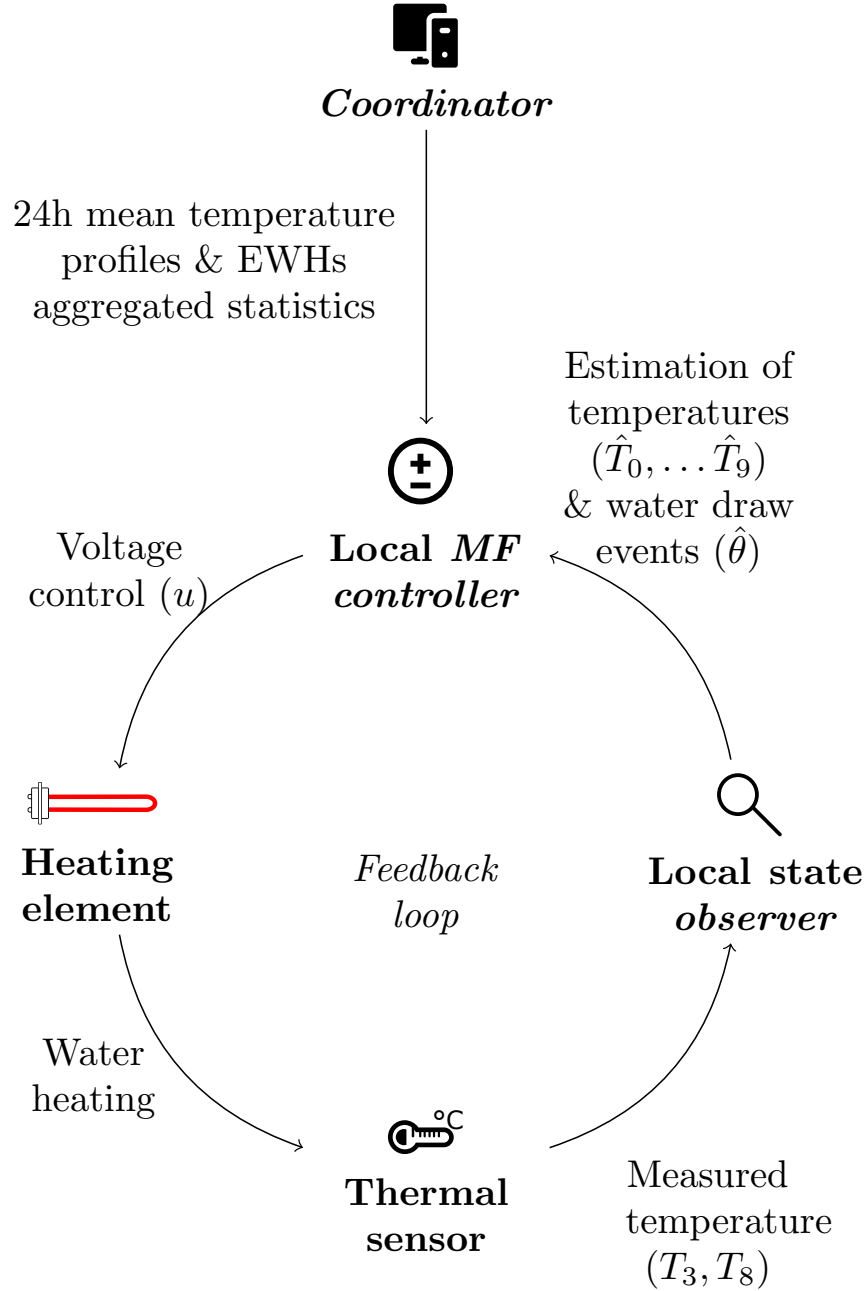 Coordinator
24h mean temperature
profiles & EWHs
aggregated statistics
Estimation of
temperatures
(T̂₀, … T̂₉)
& water draw
events (θ̂)
Local MF
controller
Voltage
control (u)
Heating
element
Feedback
loop
Local state
observer
Water
heating
°C
Thermal
sensor
Measured
temperature
(T₃, T₈)